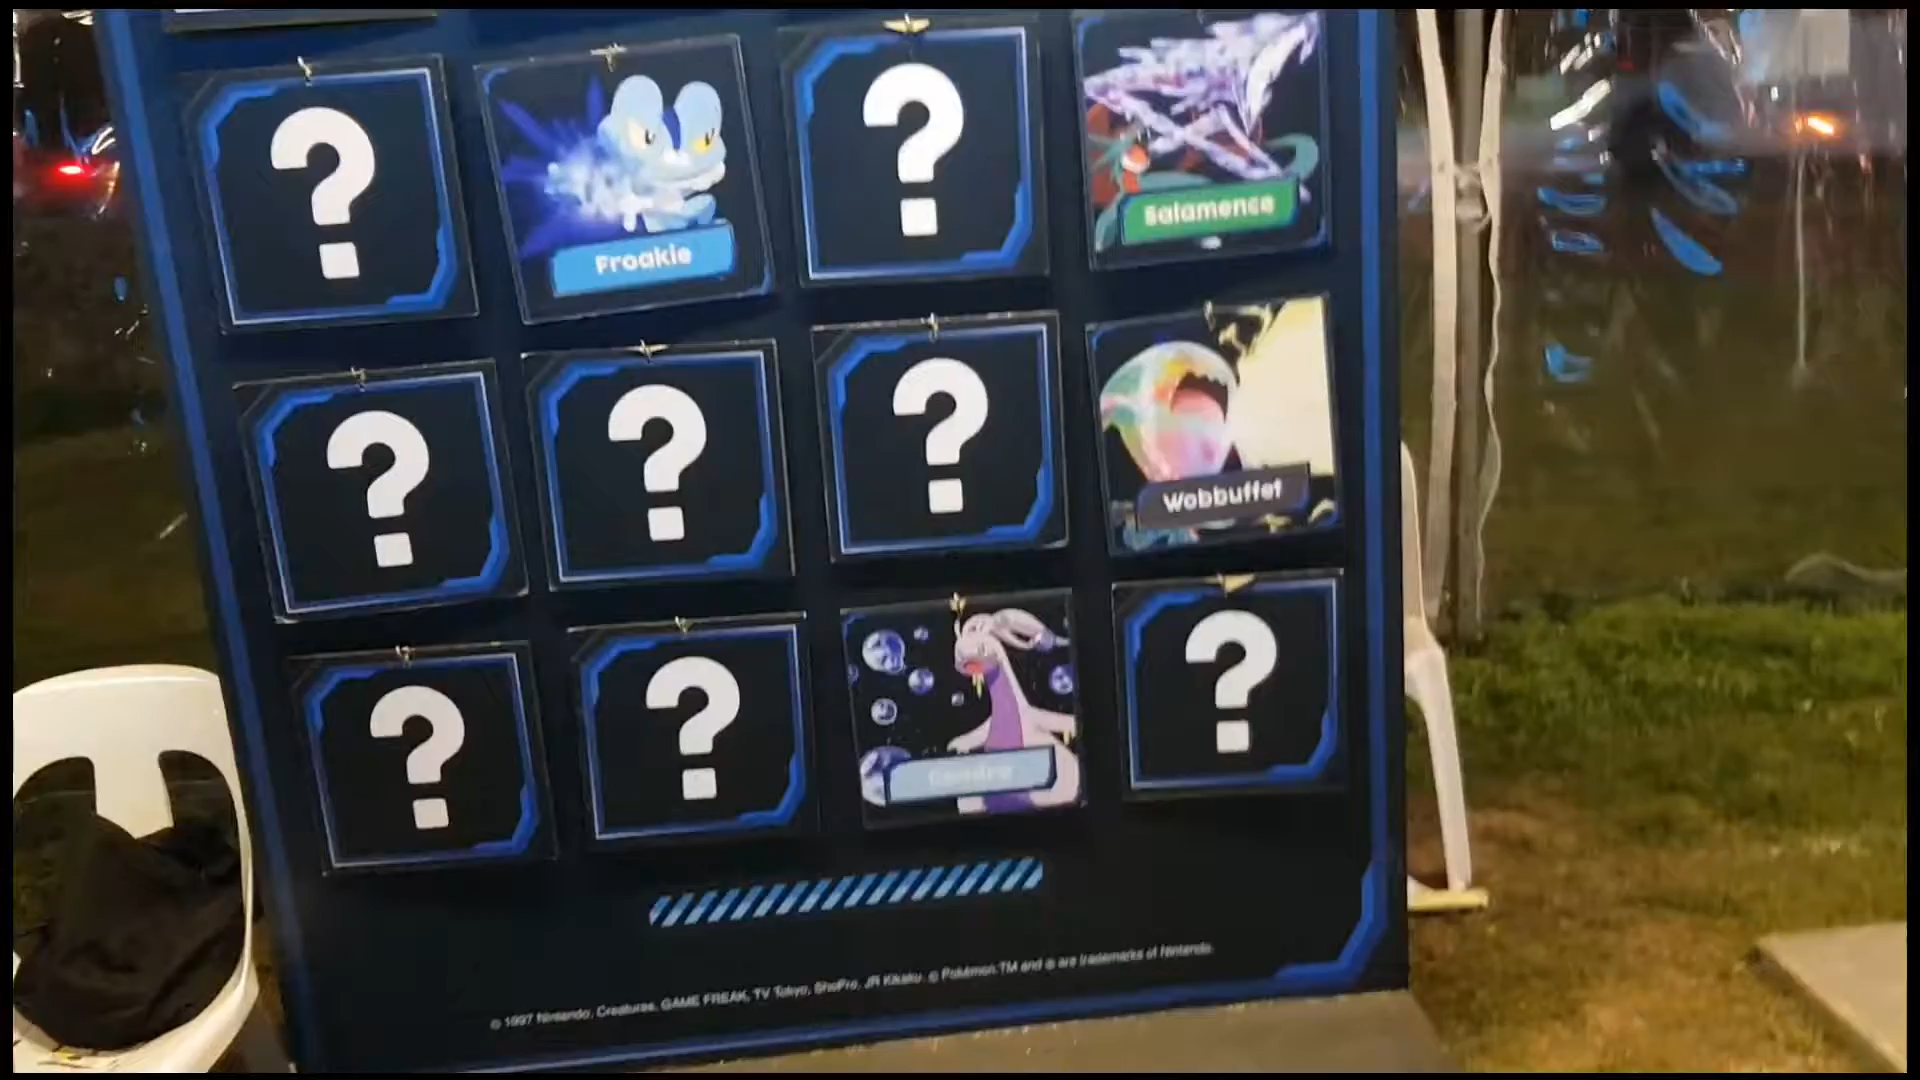 ?
Froakie
?
Salamence
?
?
?
Wobbuffet
?
?
?
© 1997 Nintendo, Creatures, GAME FREAK, TV Tokyo, ShoPro, JR Kikaku. © Pokémon. TM and ® are trademarks of Nintendo.